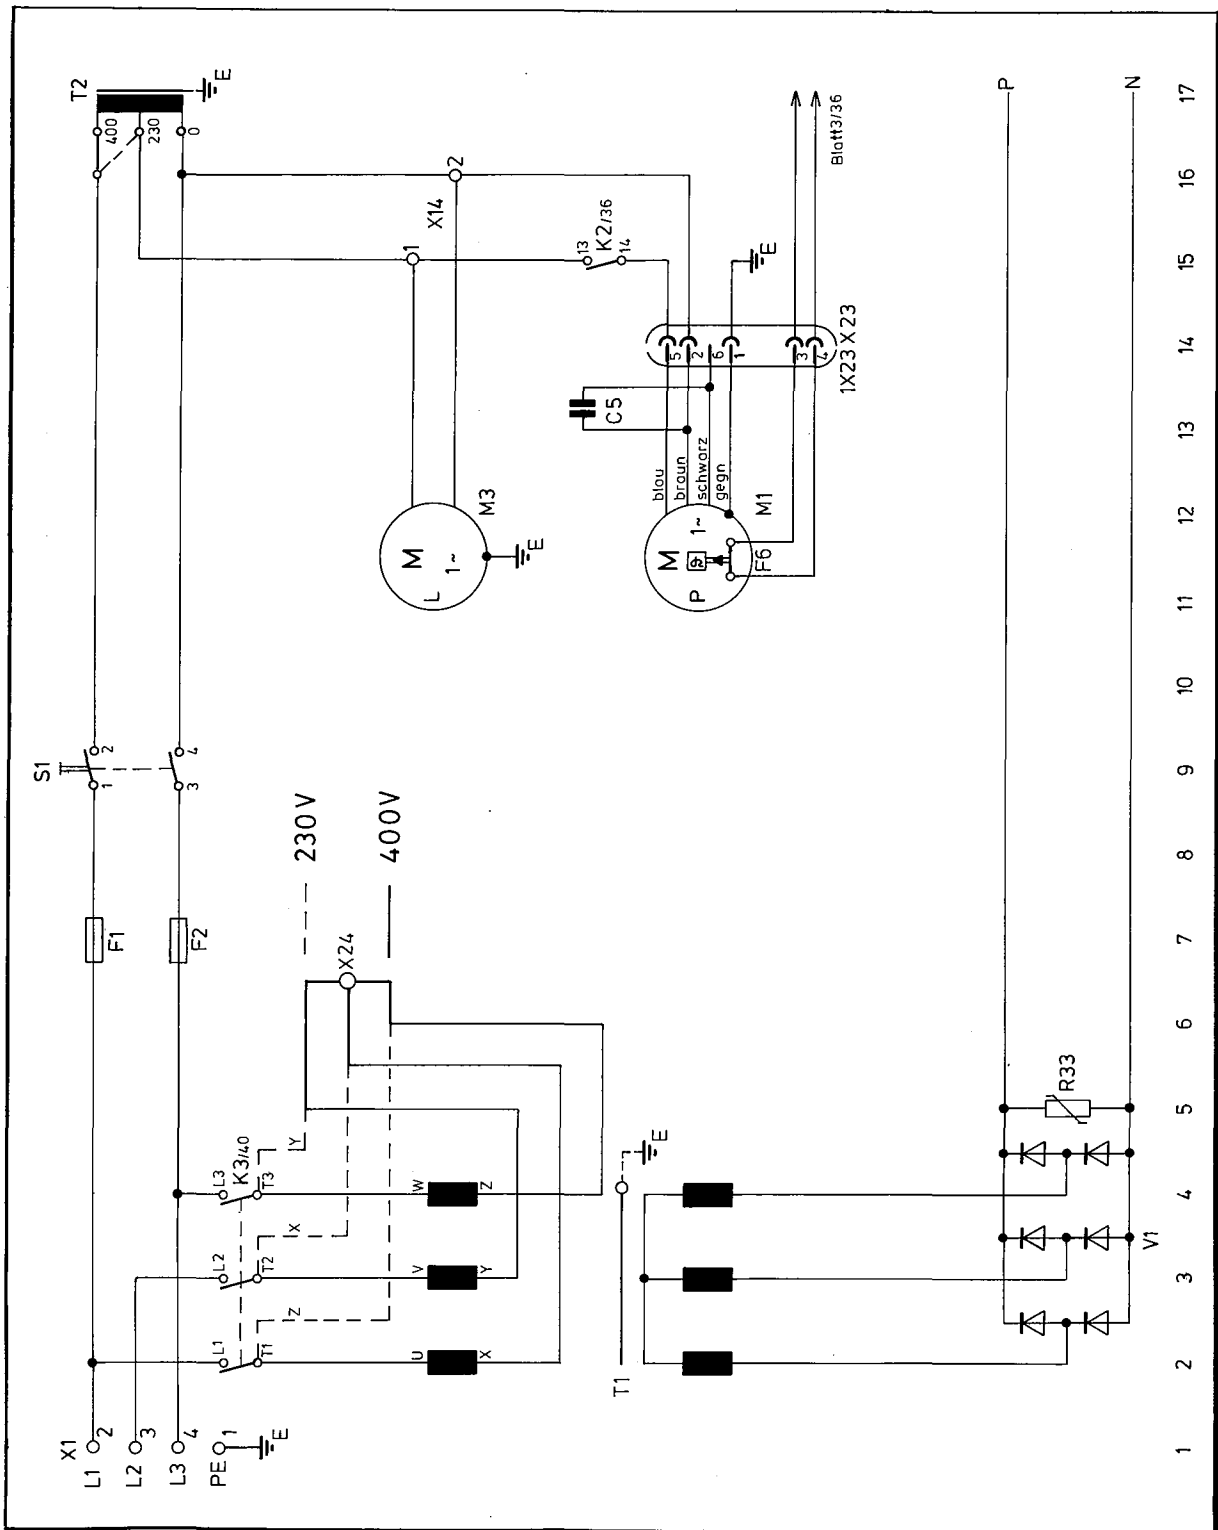 X1
L1
2
L2
3
L3
4
PE
1
E
F1
F2
S1
1
2
3
4
T2
400
230
0
E
L1
T1
L2
T2
L3
T3
K3/40
Z
X
Y
U
X
V
Y
W
Z
X24
230V
400V
T1
E
V1
R33
P
N
M
L
1~
M3
E
X14
1
2
K2/36
13
14
E
M
P
1~
ϑ
F6
M1
blau
braun
schwarz
gegn
C5
5
2
6
1
3
4
1X23 X23
Blatt3/36
1
2
3
4
5
6
7
8
9
10
11
12
13
14
15
16
17